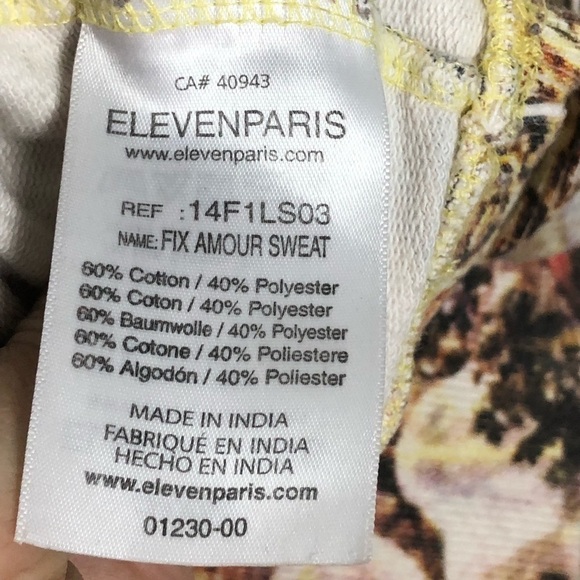 CA# 40943
ELEVENPARIS
www.elevenparis.com
REF :14F1LS03
NAME: FIX AMOUR SWEAT
60% Cotton / 40% Polyester
60% Coton / 40% Polyester
60% Baumwolle / 40% Polyester
60% Cotone / 40% Poliestere
60% Algodón / 40% Poliester
MADE IN INDIA
FABRIQUÉ EN INDIA
HECHO EN INDIA
www.elevenparis.com
01230-00